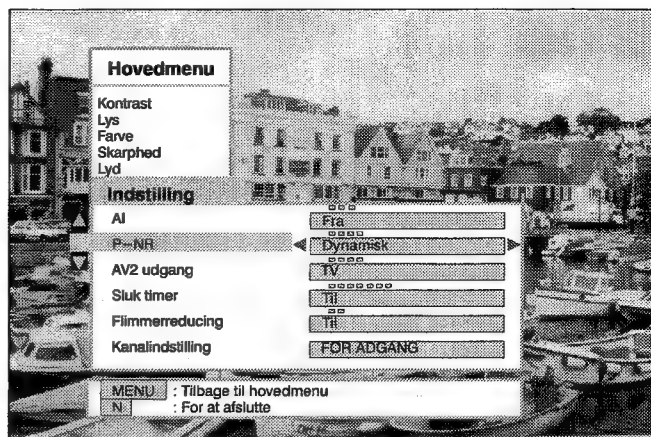 Hovedmenu
Kontrast
Lys
Farve
Skarphed
Lyd
Indstilling
AI Fra
P–NR Dynamisk
AV2 udgang TV
Sluk timer Til
Flimmerreducing Til
Kanalindstilling FOR ADGANG
MENU : Tilbage til hovedmenu
N : For at afslutte